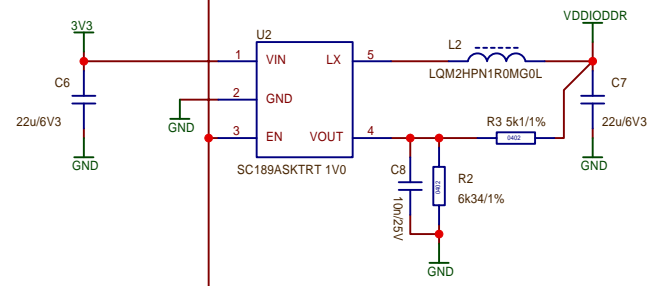 3V3
U2
VDDIODDR
L2
1
VIN
LX
5
LQM2HPN1R0MG0L
C6
2
GND
C7
22u/6V3
GND
3
EN
VOUT
4
R3 5k1/1%
0402
22u/6V3
GND
SC189ASKTRT 1V0
C8
R2
0402
6k34/1%
GND
10n/25V
GND